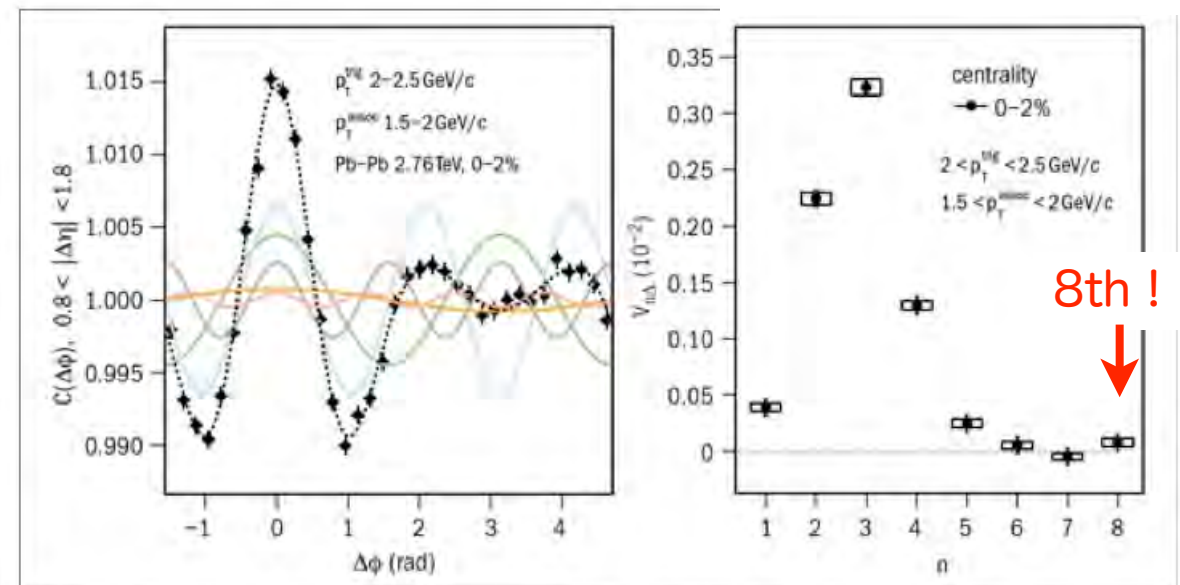 C(Δφ), 0.8 < |Δη| < 1.8
1.015
1.010
1.005
1.000
0.995
0.990
p_T^trig 2–2.5 GeV/c
p_T^assoc 1.5–2 GeV/c
Pb–Pb 2.76 TeV, 0–2%
−1 0 1 2 3 4
Δφ (rad)
V_nΔ (10⁻²)
0.35
0.30
0.25
0.20
0.15
0.10
0.05
0
centrality
0–2%
2 < p_T^trig < 2.5 GeV/c
1.5 < p_T^assoc < 2 GeV/c
8th !
1 2 3 4 5 6 7 8
n